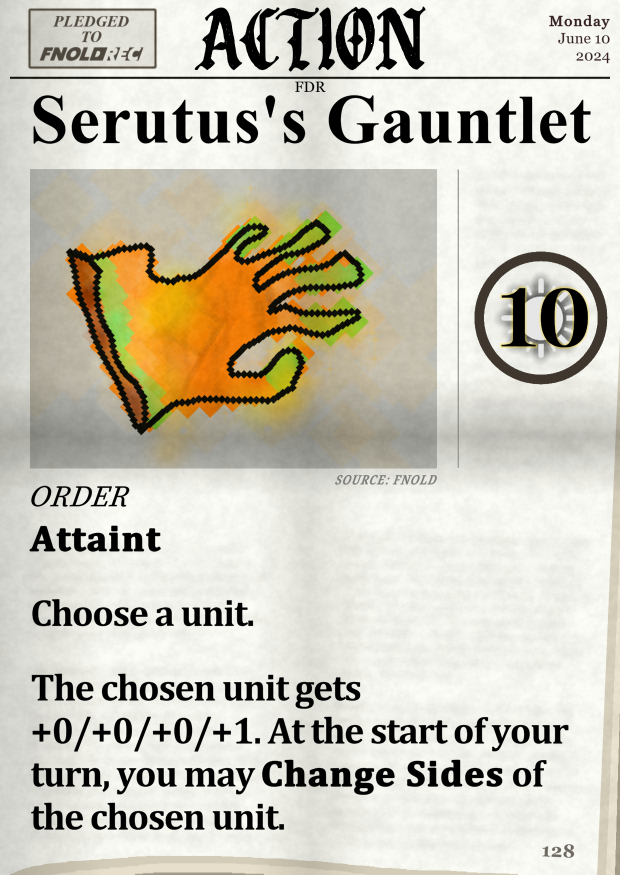 PLEDGED
TO
FNOLD REC
ACTION
Monday
June 10
2024
FDR
Serutus's Gauntlet
10
SOURCE: FNOLD
ORDER
Attaint
Choose a unit.
The chosen unit gets
+0/+0/+0/+1. At the start of your
turn, you may Change Sides of
the chosen unit.
128